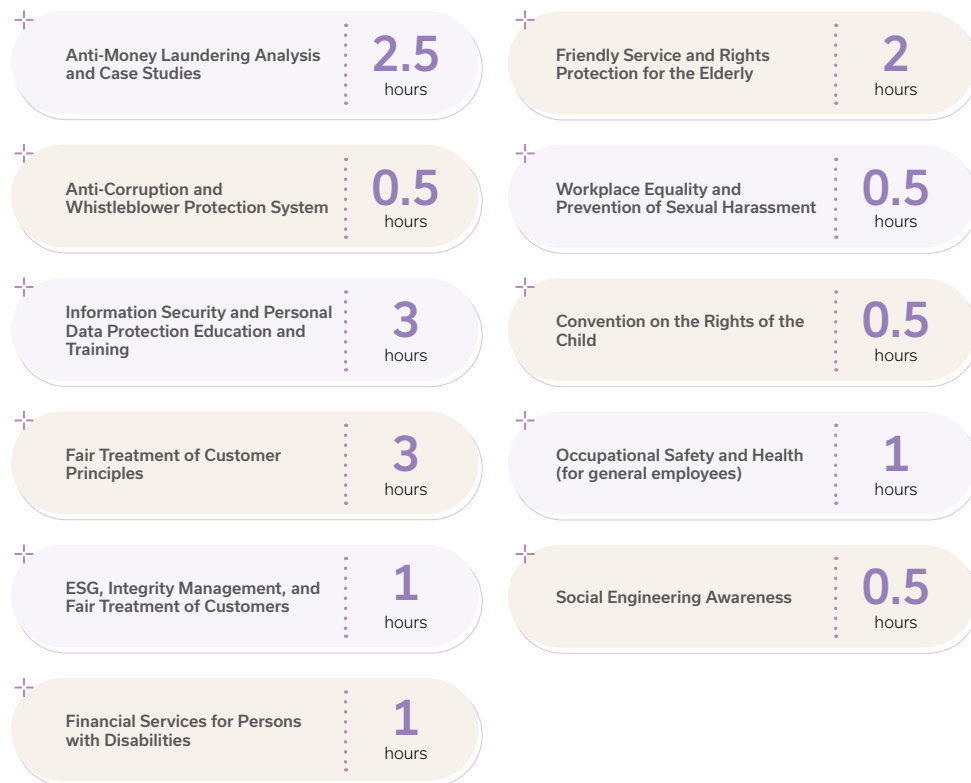 Anti-Money Laundering Analysis
and Case Studies
2.5
hours
Friendly Service and Rights
Protection for the Elderly
2
hours
Anti-Corruption and
Whistleblower Protection System
0.5
hours
Workplace Equality and
Prevention of Sexual Harassment
0.5
hours
Information Security and Personal
Data Protection Education and
Training
3
hours
Convention on the Rights of the
Child
0.5
hours
Fair Treatment of Customer
Principles
3
hours
Occupational Safety and Health
(for general employees)
1
hours
ESG, Integrity Management, and
Fair Treatment of Customers
1
hours
Social Engineering Awareness
0.5
hours
Financial Services for Persons
with Disabilities
1
hours